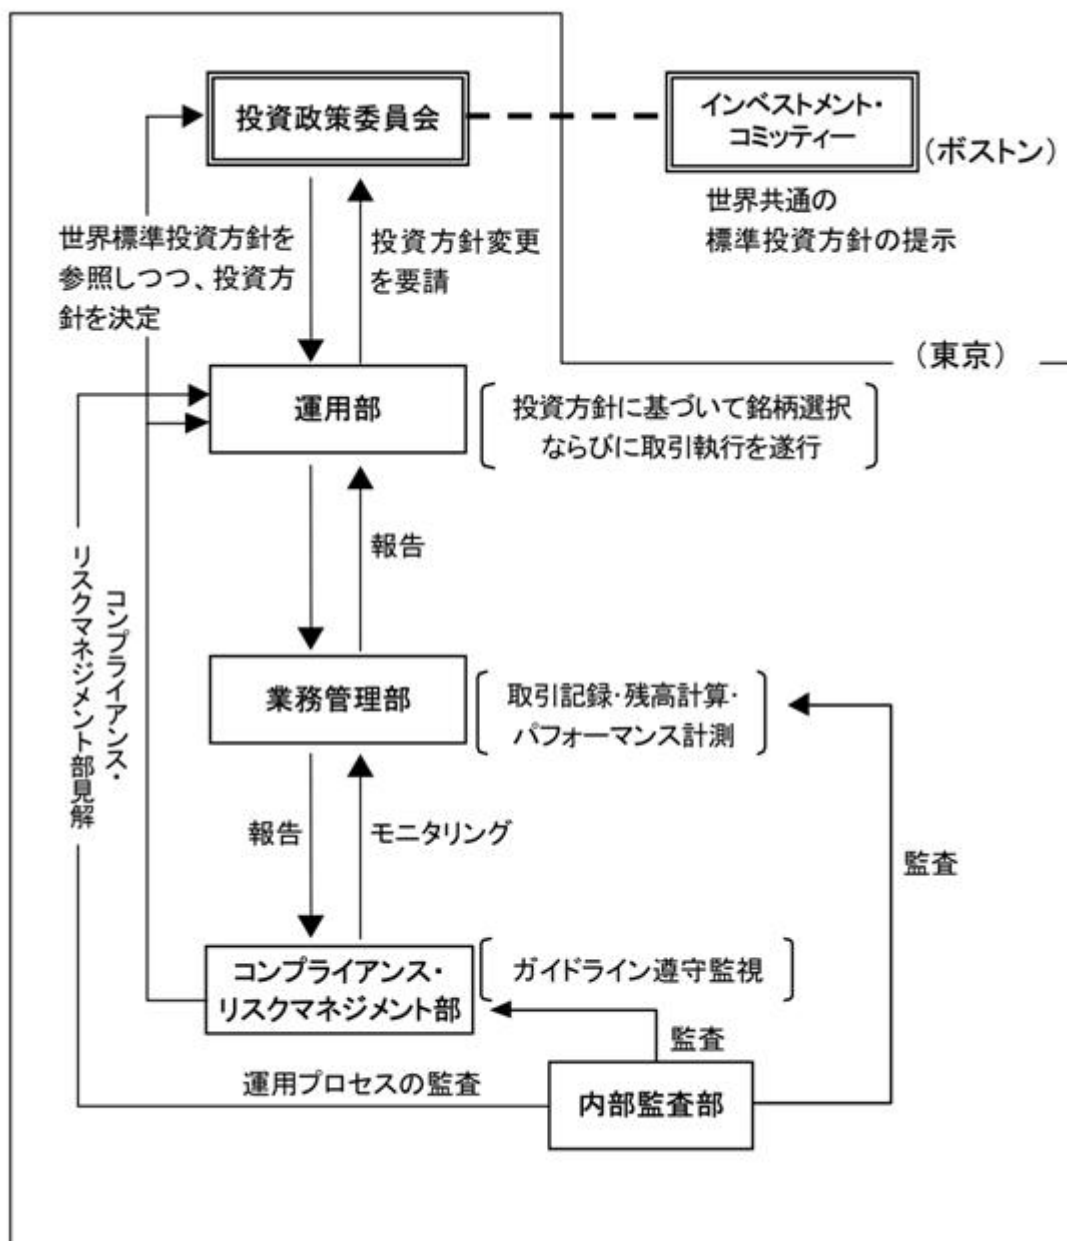 投資政策委員会
インベストメント・
コミッティー
（ボストン）
世界共通の
標準投資方針の提示
世界標準投資方針を
参照しつつ、投資方
針を決定
投資方針変更
を要請
（東京）
運用部
投資方針に基づいて銘柄選択
ならびに取引執行を遂行
報告
コンプライアンス・
リスクマネジメント部見解
業務管理部
取引記録・残高計算・
パフォーマンス計測
報告
モニタリング
監査
コンプライアンス・
リスクマネジメント部
ガイドライン遵守監視
監査
運用プロセスの監査
内部監査部